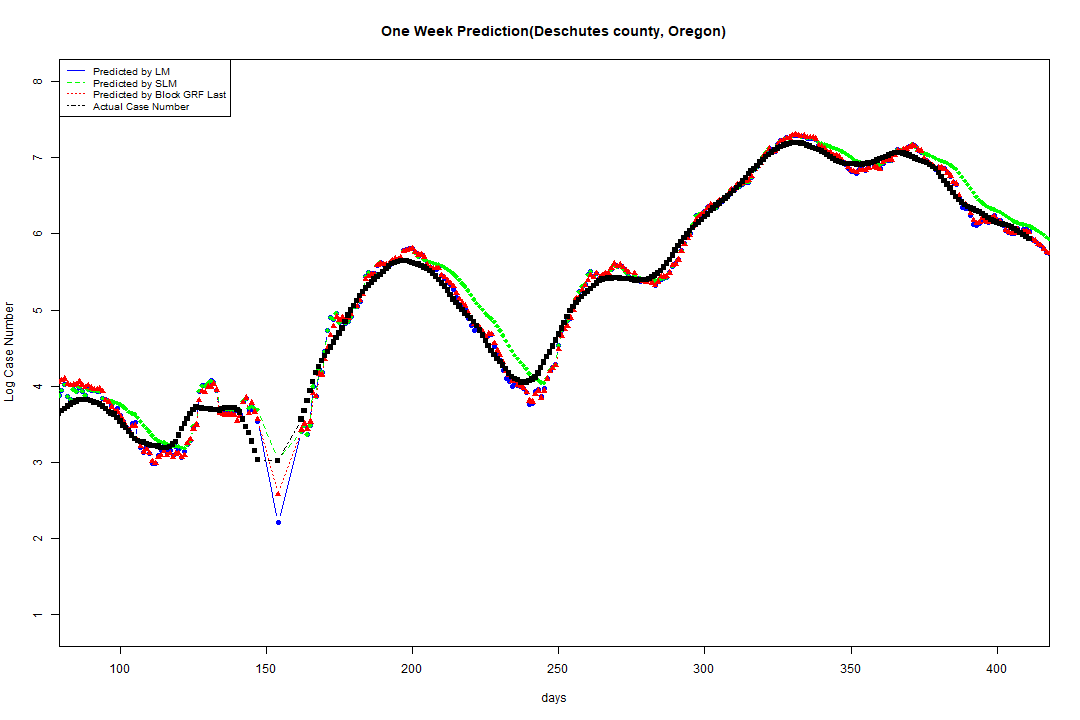 One Week Prediction(Deschutes county, Oregon)
Predicted by LM
Predicted by SLM
Predicted by Block GRF Last
Actual Case Number
Log Case Number
8
7
6
5
4
3
2
1
100 150 200 250 300 350 400
days